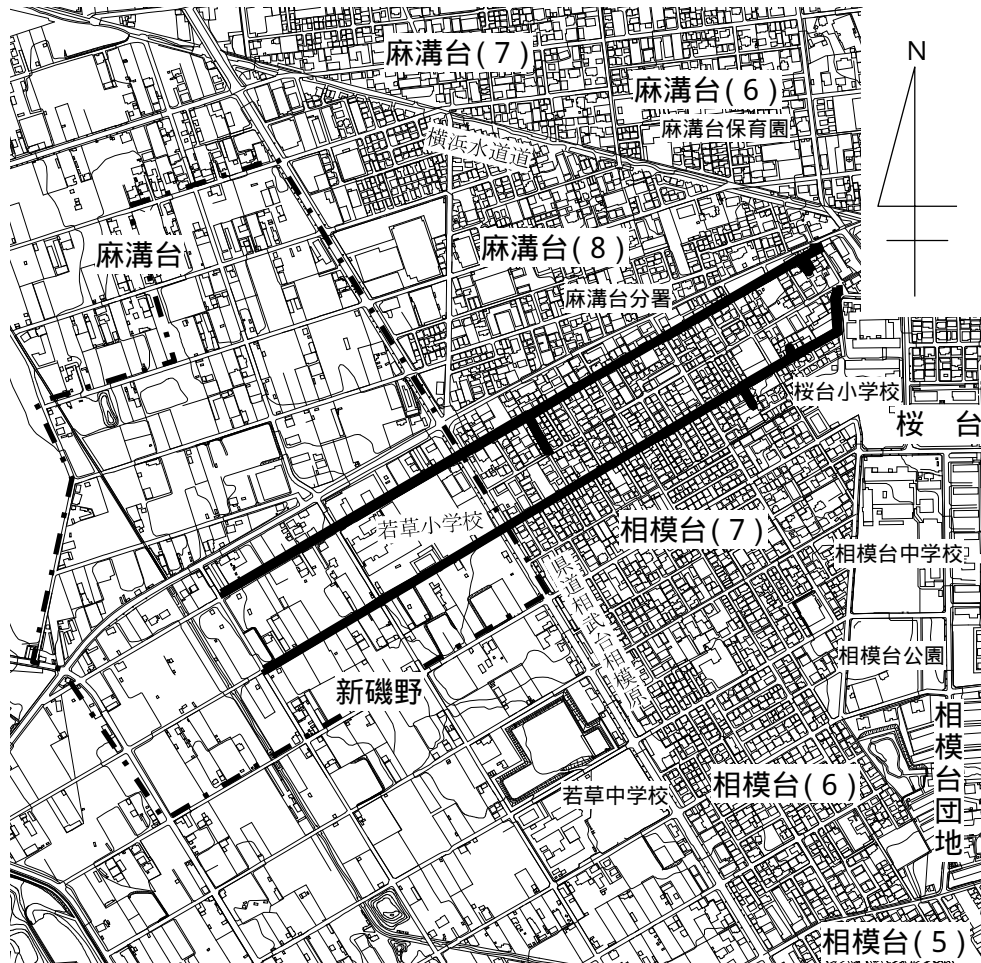 麻溝台(７)
N
麻溝台(６)
麻溝台保育園
横浜水道道
麻溝台
麻溝台(８)
麻溝台分署
桜台小学校
桜　台
若草小学校
相模台(７)
相模台中学校
県道相武台相模原
相模台公園
新磯野
相模台団地
若草中学校
相模台(６)
相模台(５)